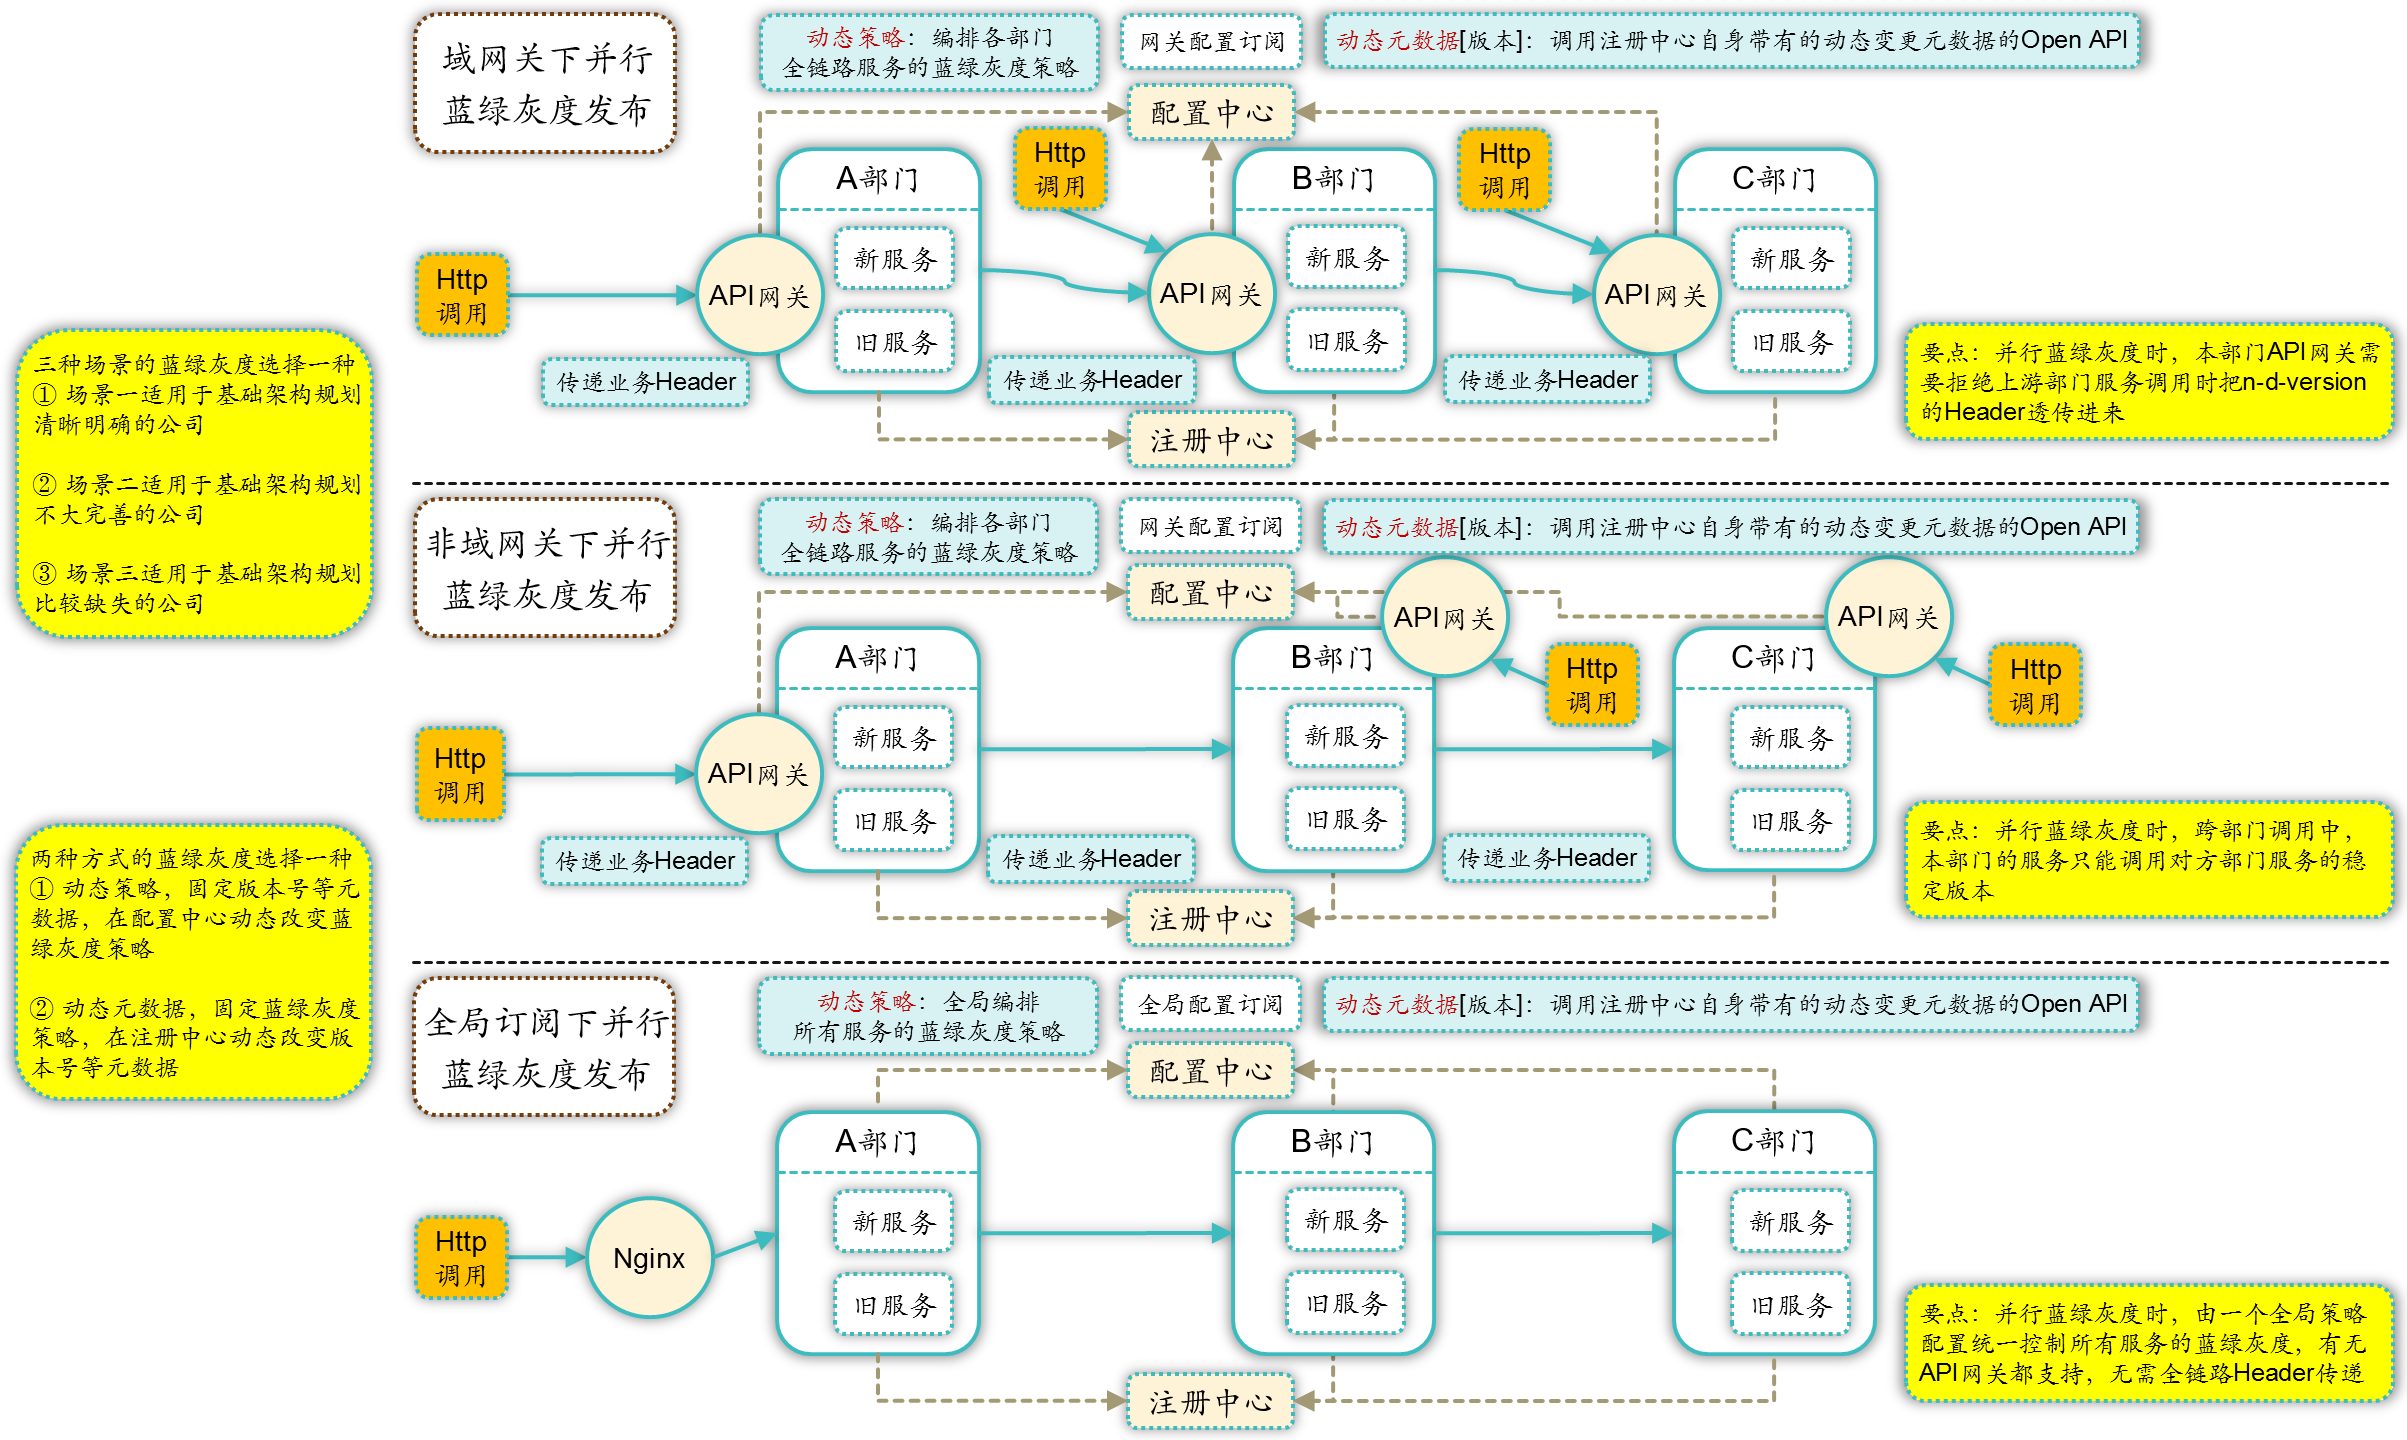 三种场景的蓝绿灰度选择一种
① 场景一适用于基础架构规划
清晰明确的公司
② 场景二适用于基础架构规划
不大完善的公司
③ 场景三适用于基础架构规划
比较缺失的公司
两种方式的蓝绿灰度选择一种
① 动态策略，固定版本号等元
数据，在配置中心动态改变蓝
绿灰度策略
② 动态元数据，固定蓝绿灰度
策略，在注册中心动态改变版
本号等元数据
域网关下并行
蓝绿灰度发布
动态策略：编排各部门
全链路服务的蓝绿灰度策略
网关配置订阅
动态元数据[版本]：调用注册中心自身带有的动态变更元数据的Open API
配置中心
Http
调用
API网关
A部门
新服务
旧服务
Http
调用
API网关
B部门
新服务
旧服务
Http
调用
API网关
C部门
新服务
旧服务
传递业务Header
传递业务Header
传递业务Header
注册中心
要点：并行蓝绿灰度时，本部门API网关需
要拒绝上游部门服务调用时把n-d-version
的Header透传进来
非域网关下并行
蓝绿灰度发布
动态策略：编排各部门
全链路服务的蓝绿灰度策略
网关配置订阅
动态元数据[版本]：调用注册中心自身带有的动态变更元数据的Open API
配置中心
Http
调用
API网关
A部门
新服务
旧服务
B部门
API网关
Http
调用
新服务
旧服务
C部门
API网关
Http
调用
新服务
旧服务
传递业务Header
传递业务Header
传递业务Header
注册中心
要点：并行蓝绿灰度时，跨部门调用中，
本部门的服务只能调用对方部门服务的稳
定版本
全局订阅下并行
蓝绿灰度发布
动态策略：全局编排
所有服务的蓝绿灰度策略
全局配置订阅
动态元数据[版本]：调用注册中心自身带有的动态变更元数据的Open API
配置中心
Http
调用
Nginx
A部门
新服务
旧服务
B部门
新服务
旧服务
C部门
新服务
旧服务
注册中心
要点：并行蓝绿灰度时，由一个全局策略
配置统一控制所有服务的蓝绿灰度，有无
API网关都支持，无需全链路Header传递